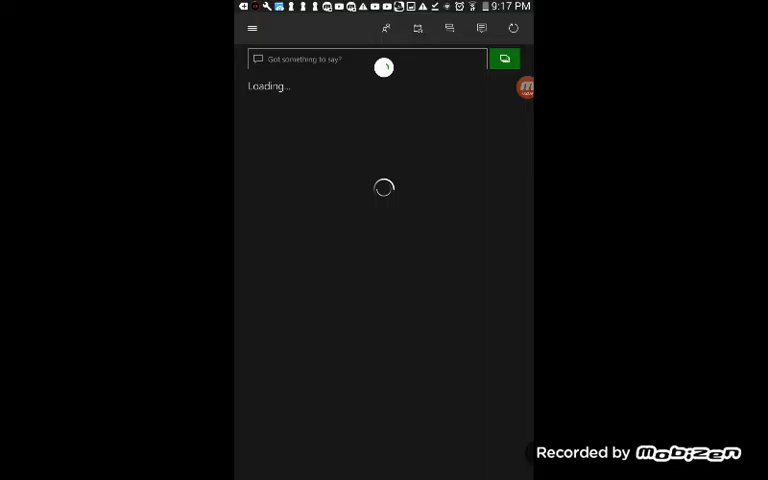 9:17 PM
Got something to say?
Loading...
Recorded by Mobizen